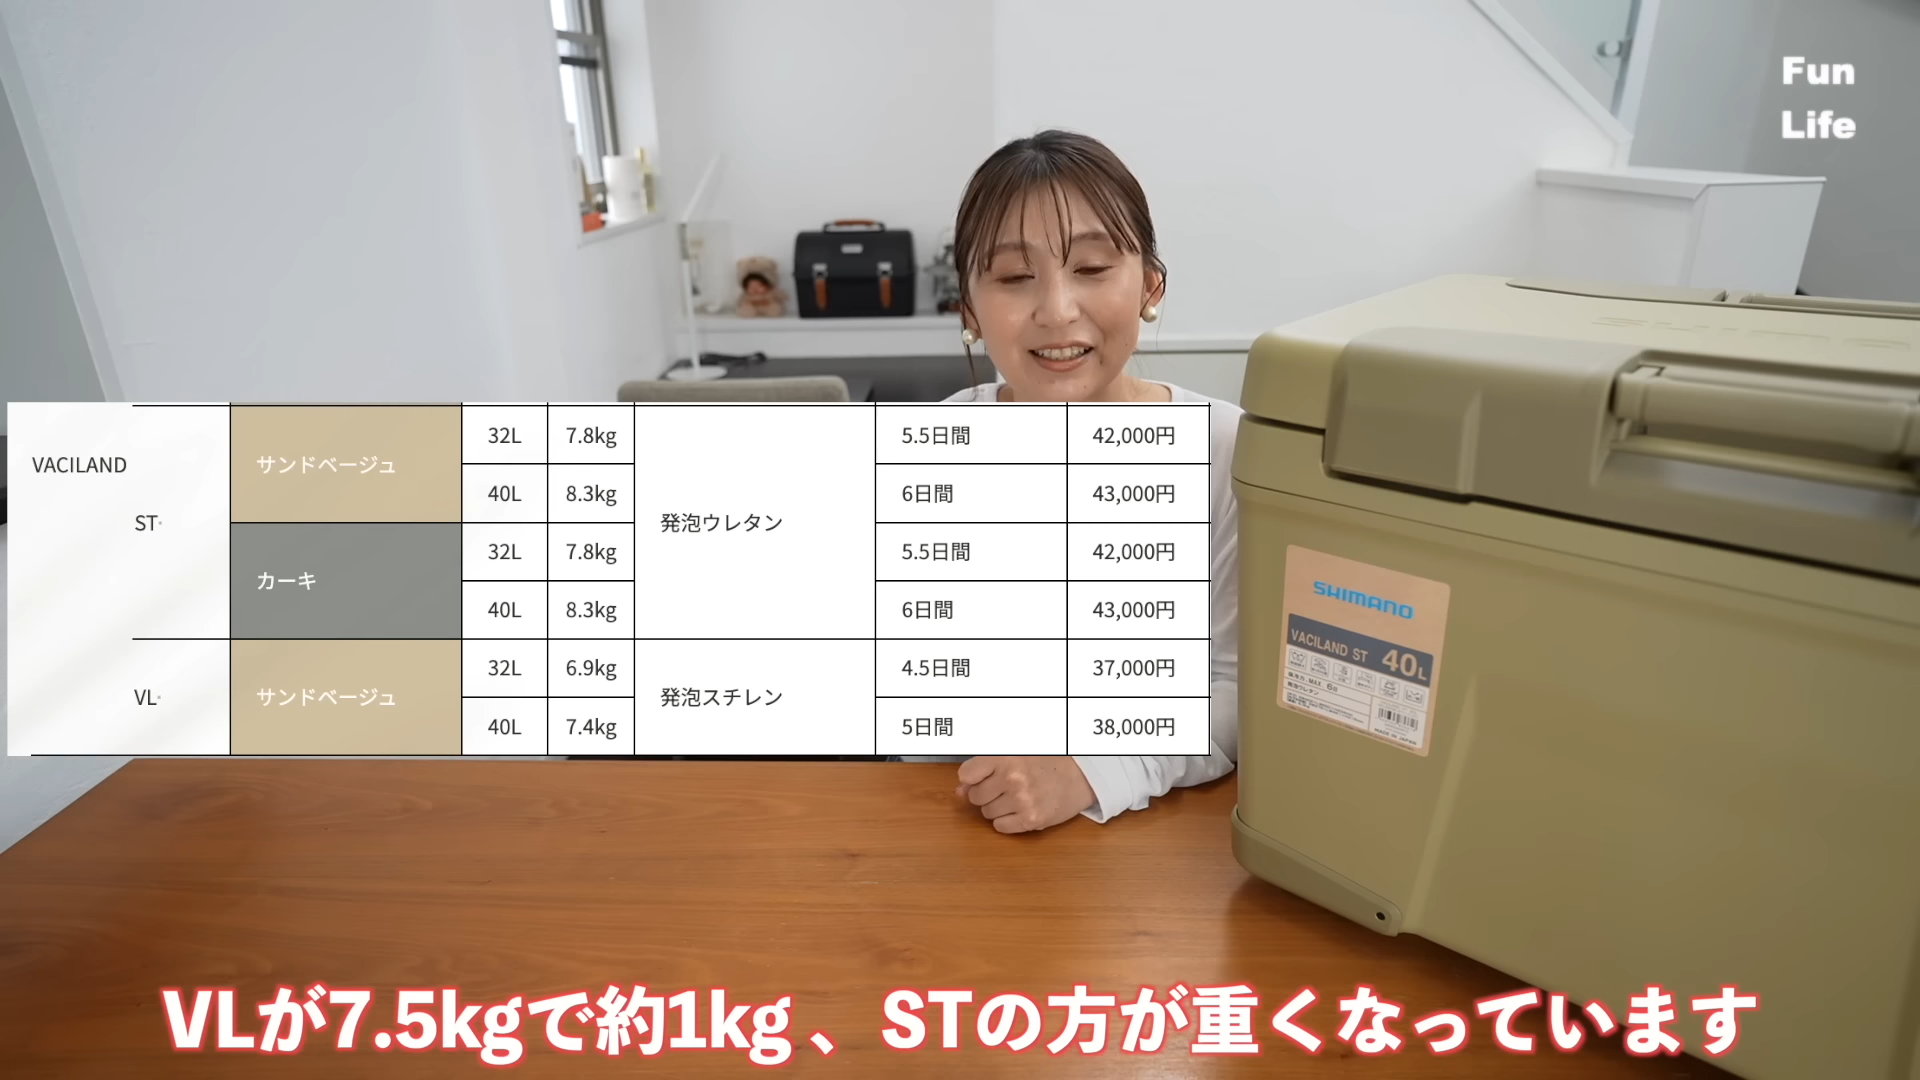 Fun
Life
VACILAND
ST
サンドベージュ
32L 7.8kg 発泡ウレタン 5.5日間 42,000円
40L 8.3kg 6日間 43,000円
カーキ
32L 7.8kg 5.5日間 42,000円
40L 8.3kg 6日間 43,000円
VL
サンドベージュ
32L 6.9kg 発泡スチレン 4.5日間 37,000円
40L 7.4kg 5日間 38,000円
SHIMANO
VACILAND ST 40L
発泡ウレタン
MADE IN JAPAN
VLが7.5kgで約1kg、STの方が重くなっています